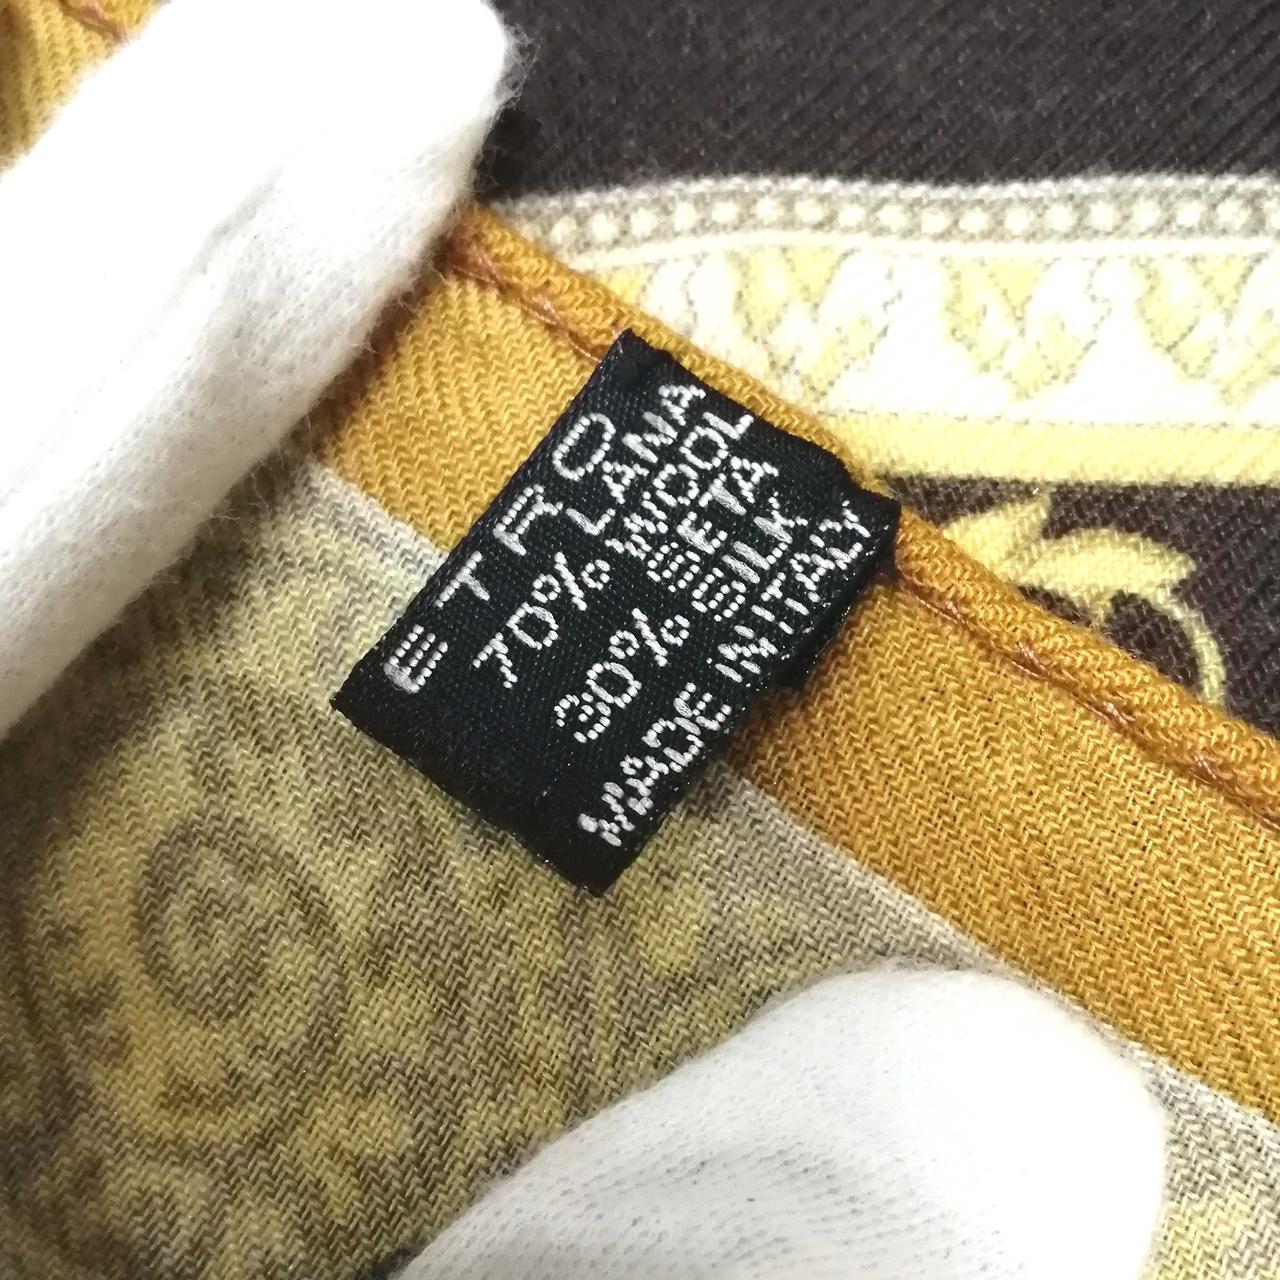 ETRO
70% LANA
WOOL
30% SETA
SILK
MADE IN ITALY